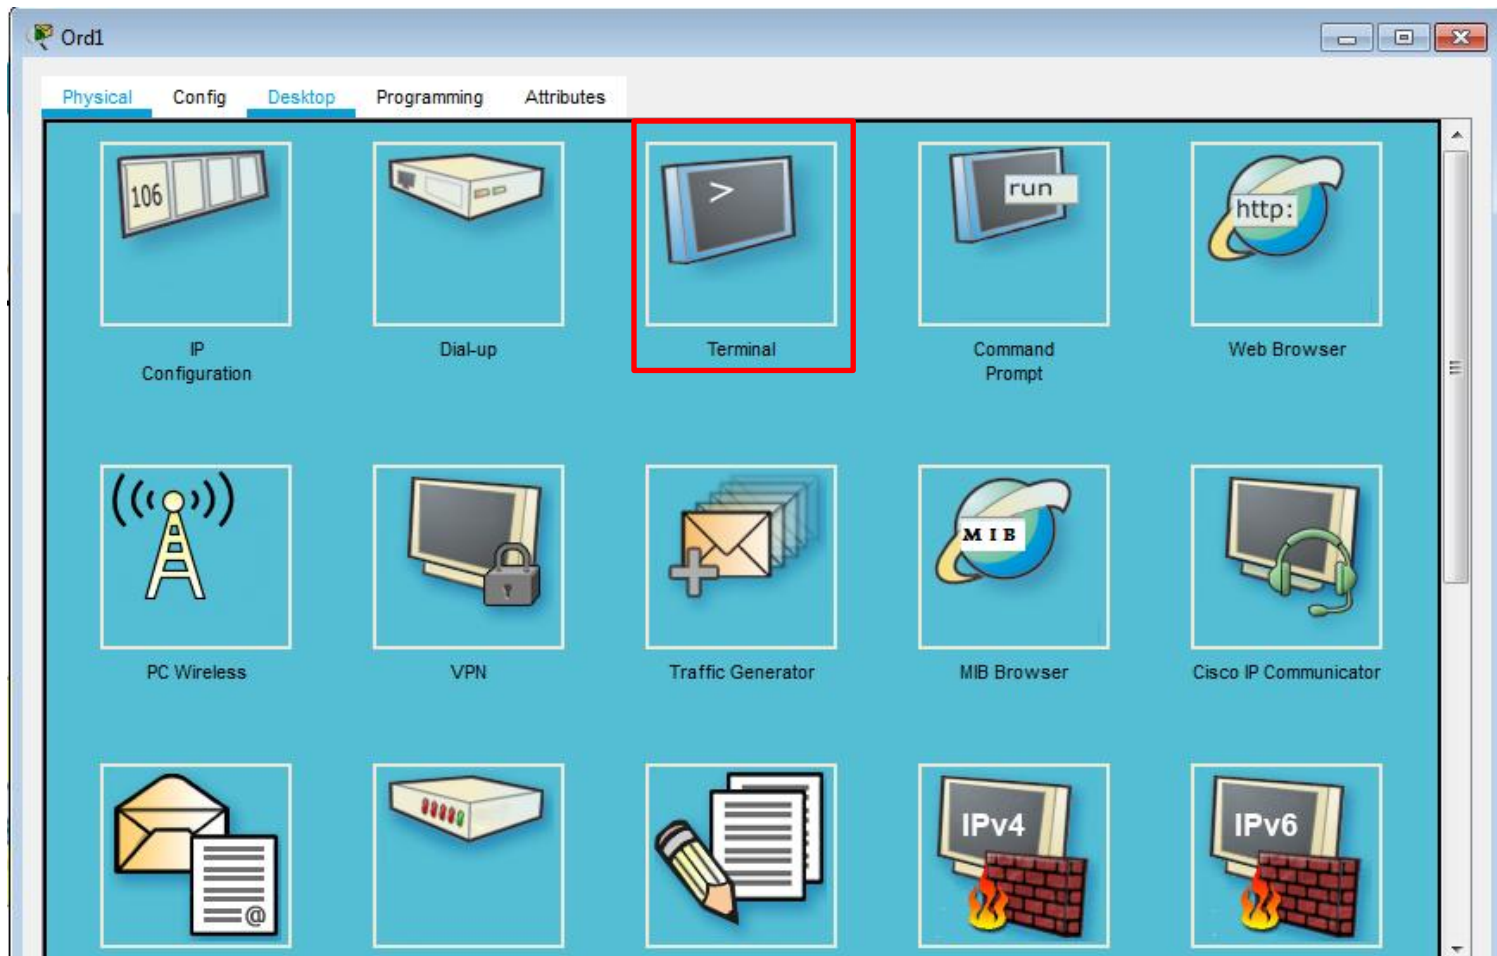 Ord1
Physical Config Desktop Programming Attributes
106
>
run
http:
IP
Configuration
Dial-up
Terminal
Command
Prompt
Web Browser
MIB
PC Wireless
VPN
Traffic Generator
MIB Browser
Cisco IP Communicator
@
IPv4
IPv6